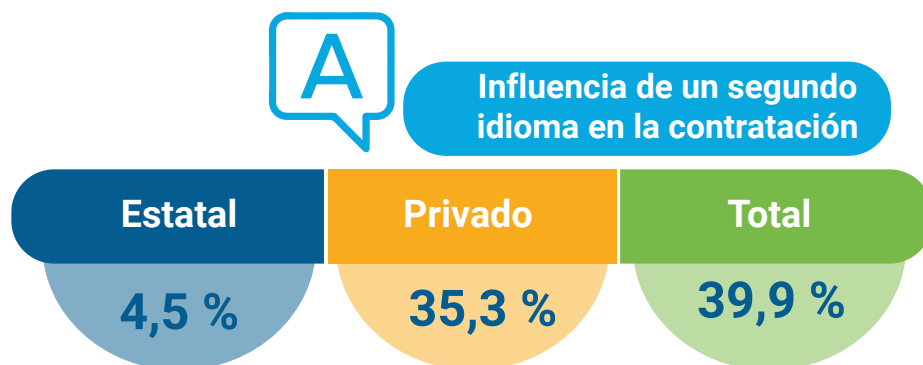 A
Influencia de un segundo
idioma en la contratación
Estatal
Privado
Total
4,5 %
35,3 %
39,9 %